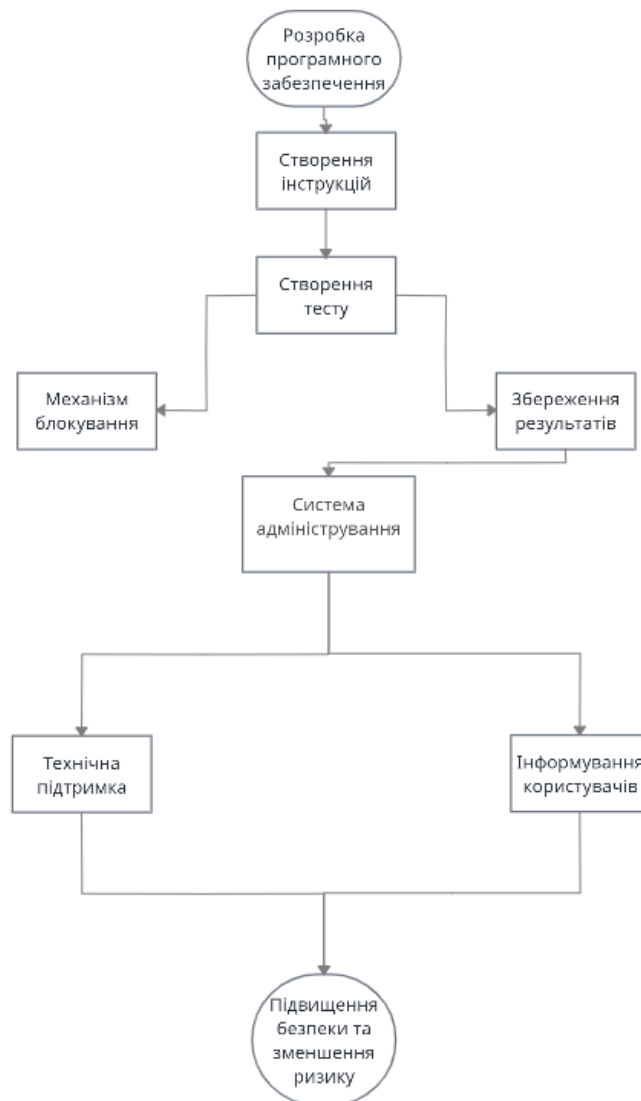 Розробка
програмного
забезпечення
Створення
інструкцій
Створення
тесту
Механізм
блокування
Збереження
результатів
Система
адміністрування
Технічна
підтримка
Інформування
користувачів
Підвищення
безпеки та
зменшення
ризику